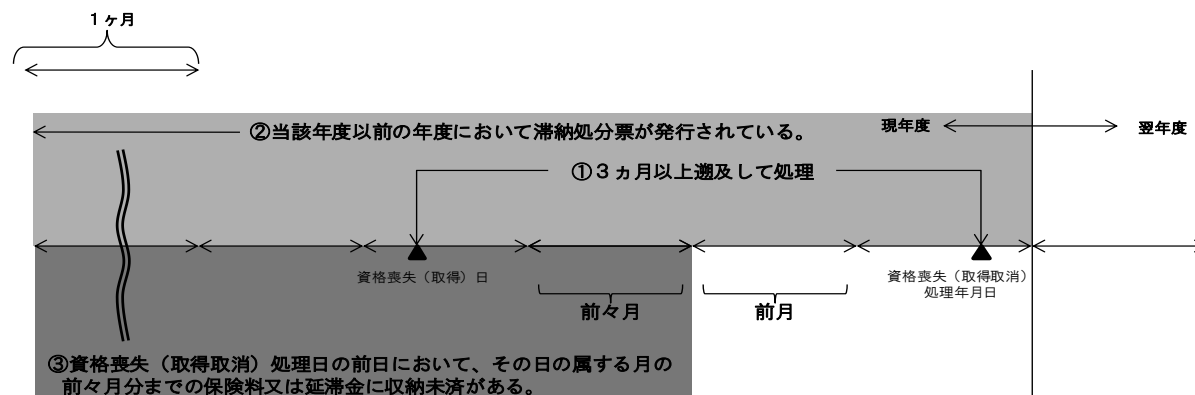 １ヶ月
②当該年度以前の年度において滞納処分票が発行されている。
現年度
翌年度
①３ヵ月以上遡及して処理
資格喪失（取得）日
資格喪失（取得取消）
処理年月日
前々月
前月
③資格喪失（取得取消）処理日の前日において、その日の属する月の
前々月分までの保険料又は延滞金に収納未済がある。